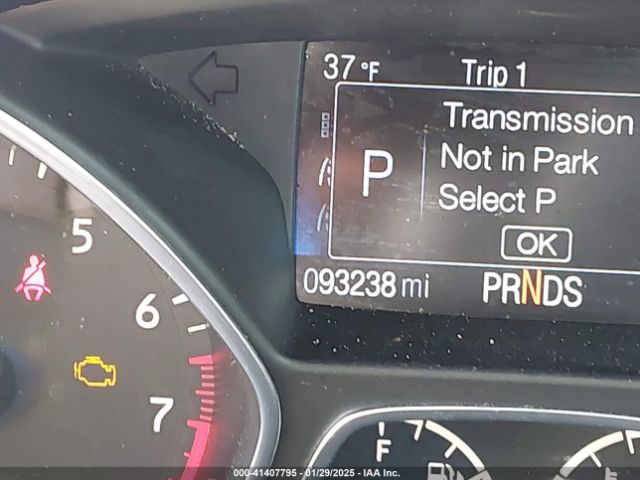 37 °F Trip 1
Transmission
Not in Park
P
Select P
OK
093238 mi PRNDS
5
6
7
F
000-41407795 - 01/29/2025 - IAA Inc.